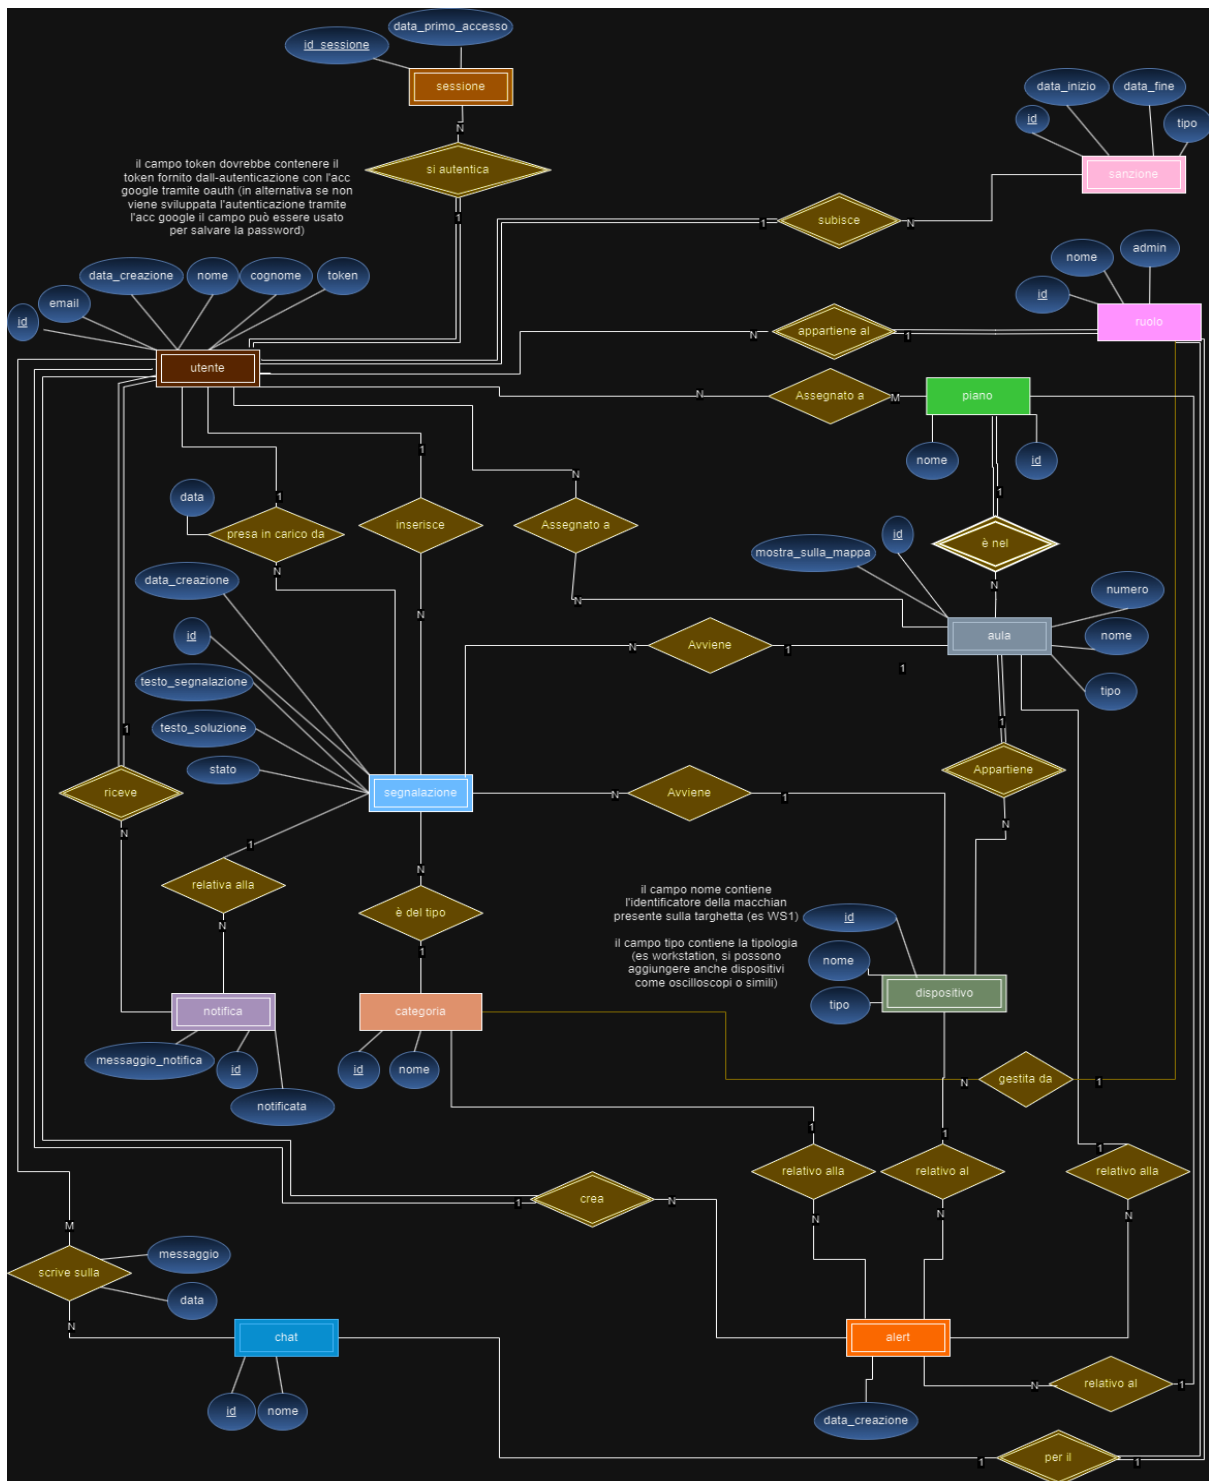 data_primo_accesso
id_sessione
sessione
N
si autentica
1
data_inizio
data_fine
id
tipo
sanzione
il campo token dovrebbe contenere il
token fornito dall-autenticazione con l'acc
google tramite oauth (in alternativa se non
viene sviluppata l'autenticazione tramite
l'acc google il campo può essere usato
per salvare la password)
1
subisce
N
data_creazione
nome
cognome
token
email
id
utente
nome
admin
id
ruolo
N
appartiene al
1
N
Assegnato a
M
piano
nome
id
1
1
1
N
data
presa in carico da
inserisce
Assegnato a
è nel
N
N
N
N
mostra_sulla_mappa
id
numero
nome
tipo
aula
data_creazione
id
testo_segnalazione
testo_soluzione
stato
N
Avviene
1
1
1
1
Appartiene
N
riceve
N
segnalazione
N
Avviene
1
1
relativa alla
N
N
è del tipo
1
il campo nome contiene
l'identificatore della macchian
presente sulla targhetta (es WS1)
il campo tipo contiene la tipologia
(es workstation, si possono
aggiungere anche dispositivi
come oscilloscopi o simili)
id
nome
tipo
dispositivo
notifica
categoria
messaggio_notifica
id
notificata
id
nome
N
gestita da
1
1
1
1
relativo alla
relativo al
relativo alla
N
N
N
1
crea
N
M
scrive sulla
messaggio
data
N
chat
id
nome
alert
data_creazione
N
relativo al
1
1
per il
1